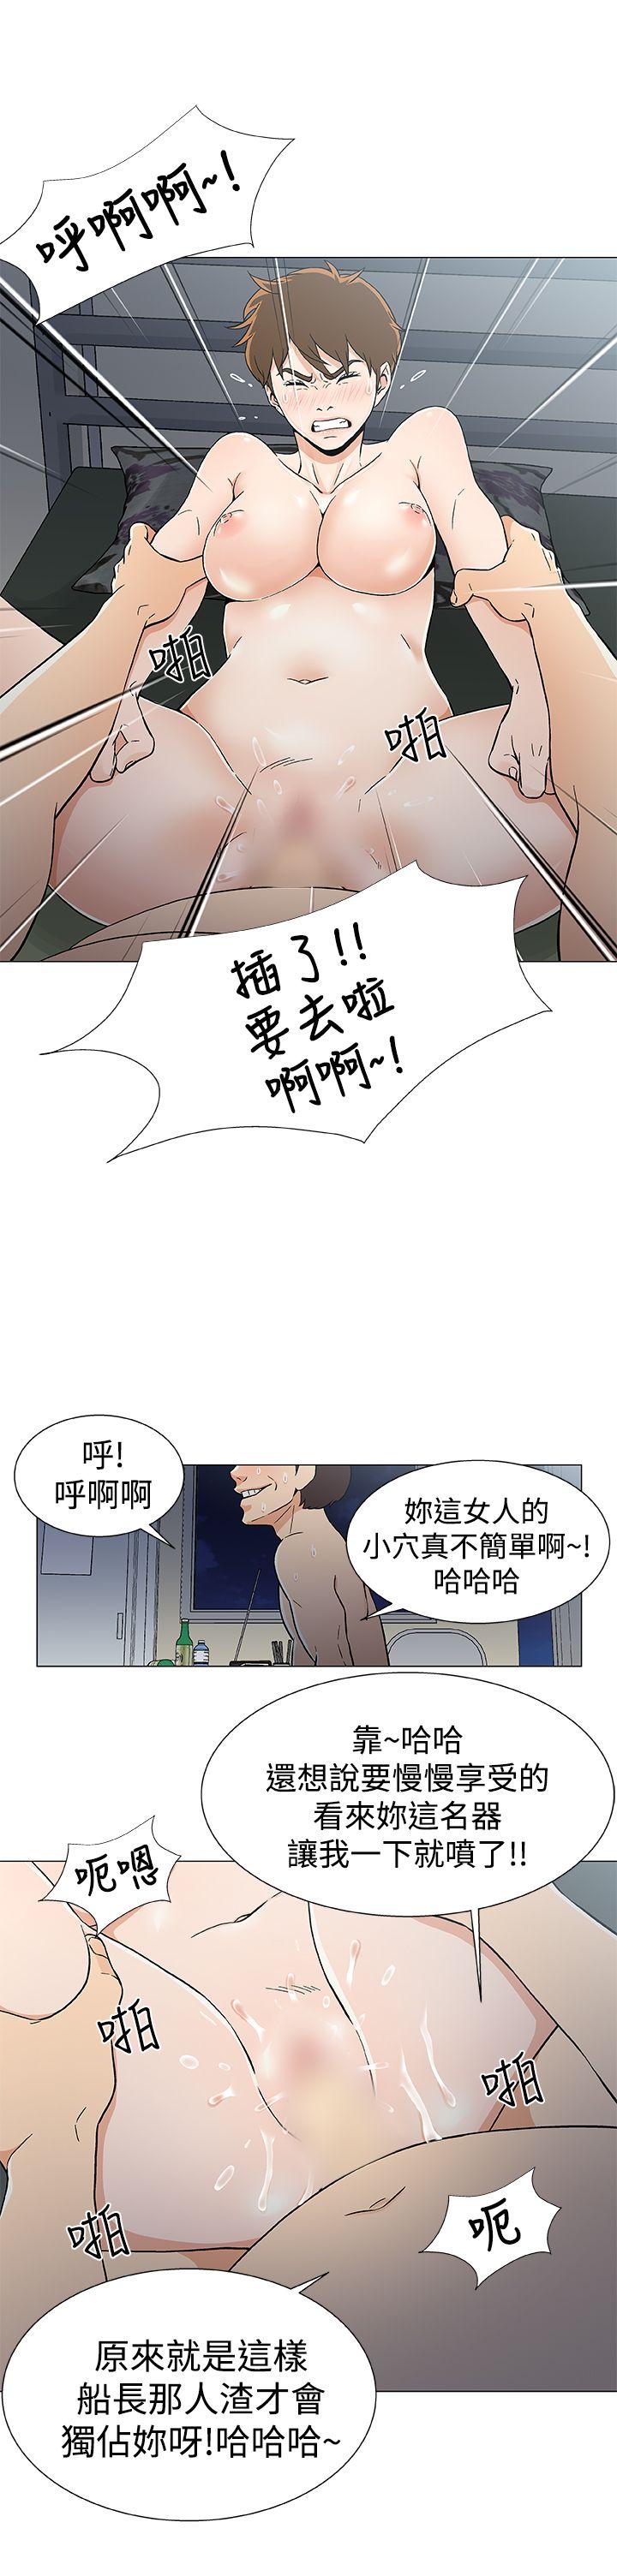 呼啊啊~!
啪
啪
插了!!
要去啦
啊啊~!
呼!
呼啊啊
妳這女人的
小穴真不簡單啊~!
哈哈哈
靠~哈哈
還想說要慢慢享受的
看來妳這名器
讓我一下就噴了!!
呃嗯
啪
啪
啪
呃
原來就是這樣
船長那人渣才會
獨佔妳呀!哈哈哈~